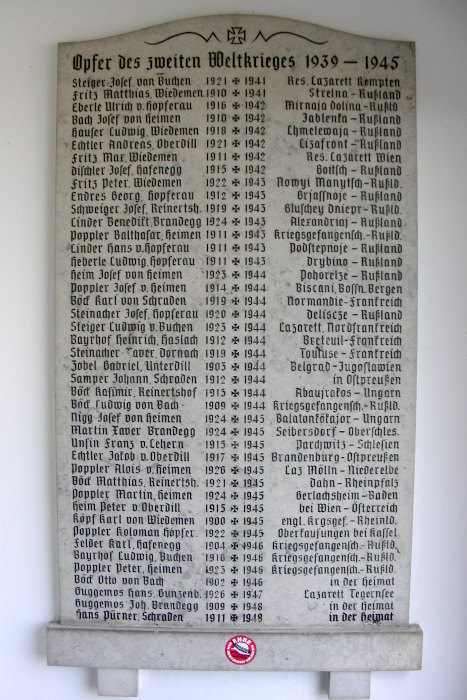 Opfer des zweiten Weltkrieges 1939 – 1945
Steiger Josef von Buchen 1921 ✠ 1941 Res. Lazarett Kempten
Fritz Matthias, Wiedemen 1910 ✠ 1941 Strelna - Rußland
Eberle Ulrich v. Hopferau 1916 ✠ 1942 Mirnaja dolina - Rußld.
Bach Josef von Heimen 1910 ✠ 1942 Jablenka - Rußland
Hauser Ludwig, Wiedemen 1918 ✠ 1942 Chmelewaja - Rußland
Echtler Andreas, Oberdill 1921 ✠ 1942 Lizafront - Rußland
Fritz Max, Wiedemen 1911 ✠ 1942 Res. Lazarett Wien
Dischler Josef, Hafenegg 1915 ✠ 1942 Goitsch - Rußland
Fritz Peter, Wiedemen 1922 ✠ 1943 Nowyi Manytsch - Rußld.
Endres Georg, Hopferau 1912 ✠ 1943 Grjasnoje - Rußland
Schweiger Josef, Reinertsh. 1919 ✠ 1943 Gluschey Dniepr - Rußld.
Linder Benedikt, Brandegg 1924 ✠ 1943 Alexandriaj - Rußland
Poppler Balthasar, Heimen 1911 ✠ 1943 Kriegsgefangensch. - Rußld.
Linder Hans v. Hopferau 1911 ✠ 1943 Podstepnoje - Rußland
Heberle Ludwig, Hopferau 1911 ✠ 1943 Drybino - Rußland
Heim Josef von Heimen 1923 ✠ 1944 Poharelze - Rußland
Poppler Josef v. Heimen 1914 ✠ 1944 Biscani, Bosn. Bergen
Böck Karl von Schraden 1919 ✠ 1944 Normandie - Frankreich
Steinacher Josef, Hopferau 1920 ✠ 1944 Deliscze - Rußland
Steiger Ludwig v. Buchen 1925 ✠ 1944 Lazarett, Nordfrankreich
Bayrhof Heinrich, Haslach 1912 ✠ 1944 Breteuil - Frankreich
Steinacher Xaver, Dornach 1919 ✠ 1944 Toulouse - Frankreich
Zobel Gabriel, Unterdill 1903 ✠ 1944 Belgrad - Jugoslawien
Samper Johann, Schraden 1912 ✠ 1944 in Ostpreußen
Böck Kasimir, Reinertsh. 1912 ✠ 1944 Abaujrakos - Ungarn
Böck Ludwig von Bach 1909 ✠ 1944 Kriegsgefangensch. - Rußld.
Nigg Josef von Heimen 1924 ✠ 1945 Balatonfökajor - Ungarn
Martin Xaver Brandegg 1924 ✠ 1945 Seibersdorf - Oberschles.
Unsin Franz v. Lehern 1915 ✠ 1945 Parchwitz - Schlesien
Echtler Jakob v. Oberdill 1917 ✠ 1945 Brandenburg - Ostpreußen
Poppler Alois v. Heimen 1926 ✠ 1945 Laz Mölln - Niederelbe
Böck Matthias, Reinertsh. 1921 ✠ 1945 Dahn - Rheinpfalz
Poppler Martin, Heimen 1924 ✠ 1945 Gerlachsheim - Baden
Heim Peter v. Oberdill 1915 ✠ 1945 bei Wien - Österreich
Köpf Karl von Wiedemen 1900 ✠ 1945 engl. Krgsgef. - Rheinld.
Poppler Koloman Hopfer. 1922 ✠ 1945 Oberkaufungen bei Kassel
Felder Karl, Hafenegg 1904 ✠ 1946 Kriegsgefangensch. - Rußld.
Bayrhof Ludwig, Buchen 1916 ✠ 1946 Kriegsgefangensch. - Rußld.
Poppler Peter, Heimen 1923 ✠ 1946 Kriegsgefangensch. - Rußld.
Böck Otto von Bach 1902 ✠ 1946 in der Heimat
Guggemos Hans, Gunzenb. 1926 ✠ 1947 Lazarett Tegernsee
Guggemos Joh. Brandegg 1909 ✠ 1948 in der Heimat
Hans Pürner, Schraden 1911 ✠ 1948 in der Heimat
EHRE